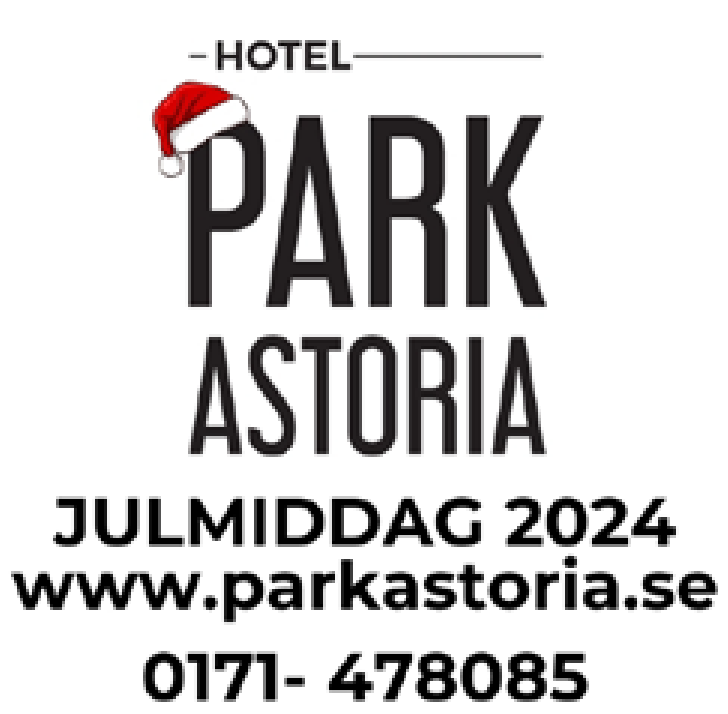 HOTEL
PARK
ASTORIA
JULMIDDAG 2024
www.parkastoria.se
0171- 478085